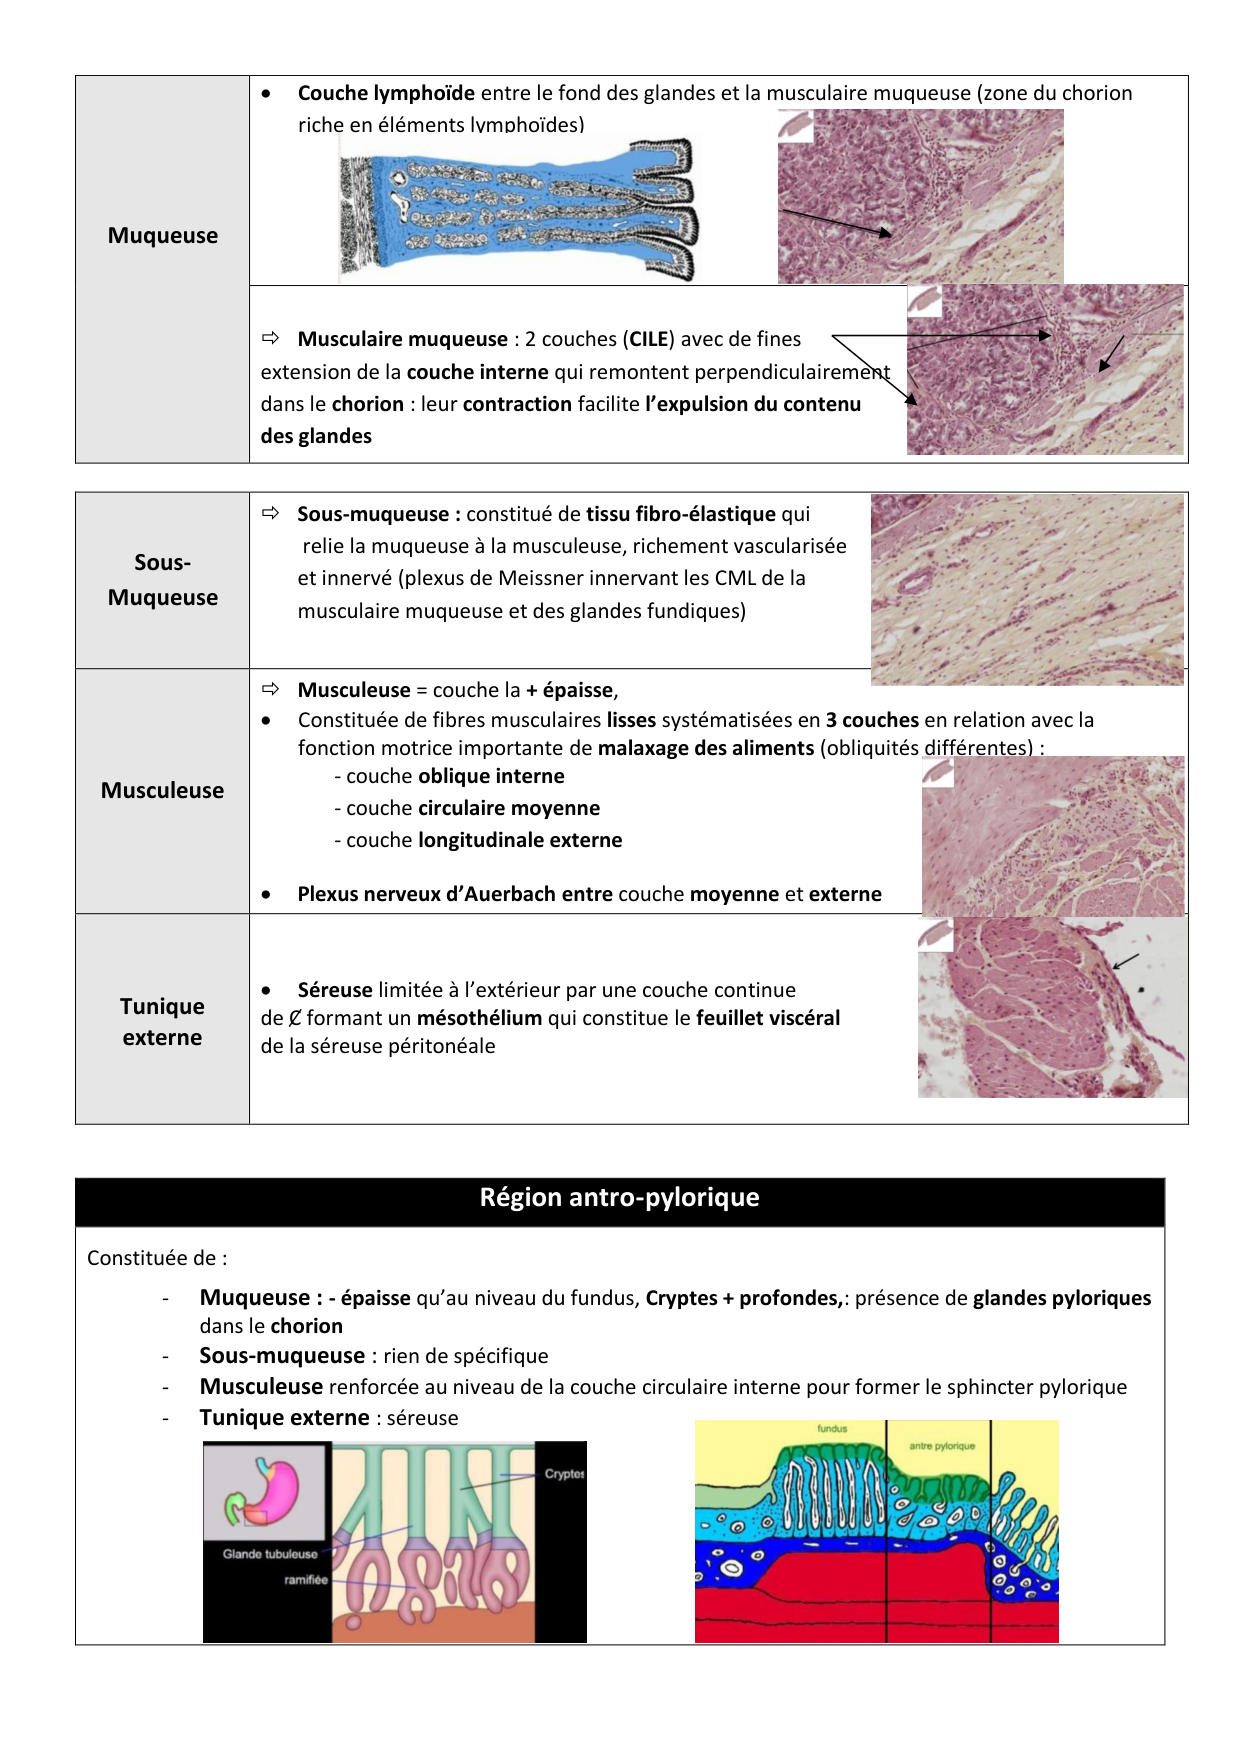 Muqueuse
• Couche lymphoïde entre le fond des glandes et la musculaire muqueuse (zone du chorion
riche en éléments lymphoïdes)
⇨ Musculaire muqueuse : 2 couches (CILE) avec de fines
extension de la couche interne qui remontent perpendiculairement
dans le chorion : leur contraction facilite l’expulsion du contenu
des glandes
Sous-
Muqueuse
⇨ Sous-muqueuse : constitué de tissu fibro-élastique qui
relie la muqueuse à la musculeuse, richement vascularisée
et innervé (plexus de Meissner innervant les CML de la
musculaire muqueuse et des glandes fundiques)
Musculeuse
⇨ Musculeuse = couche la + épaisse,
• Constituée de fibres musculaires lisses systématisées en 3 couches en relation avec la
fonction motrice importante de malaxage des aliments (obliquités différentes) :
- couche oblique interne
- couche circulaire moyenne
- couche longitudinale externe
• Plexus nerveux d’Auerbach entre couche moyenne et externe
Tunique
externe
• Séreuse limitée à l’extérieur par une couche continue
de Ȼ formant un mésothélium qui constitue le feuillet viscéral
de la séreuse péritonéale
Région antro-pylorique
Constituée de :
- Muqueuse : - épaisse qu’au niveau du fundus, Cryptes + profondes,: présence de glandes pyloriques
dans le chorion
- Sous-muqueuse : rien de spécifique
- Musculeuse renforcée au niveau de la couche circulaire interne pour former le sphincter pylorique
- Tunique externe : séreuse
Cryptes
Glande tubuleuse
ramifiée
fundus
antre pylorique